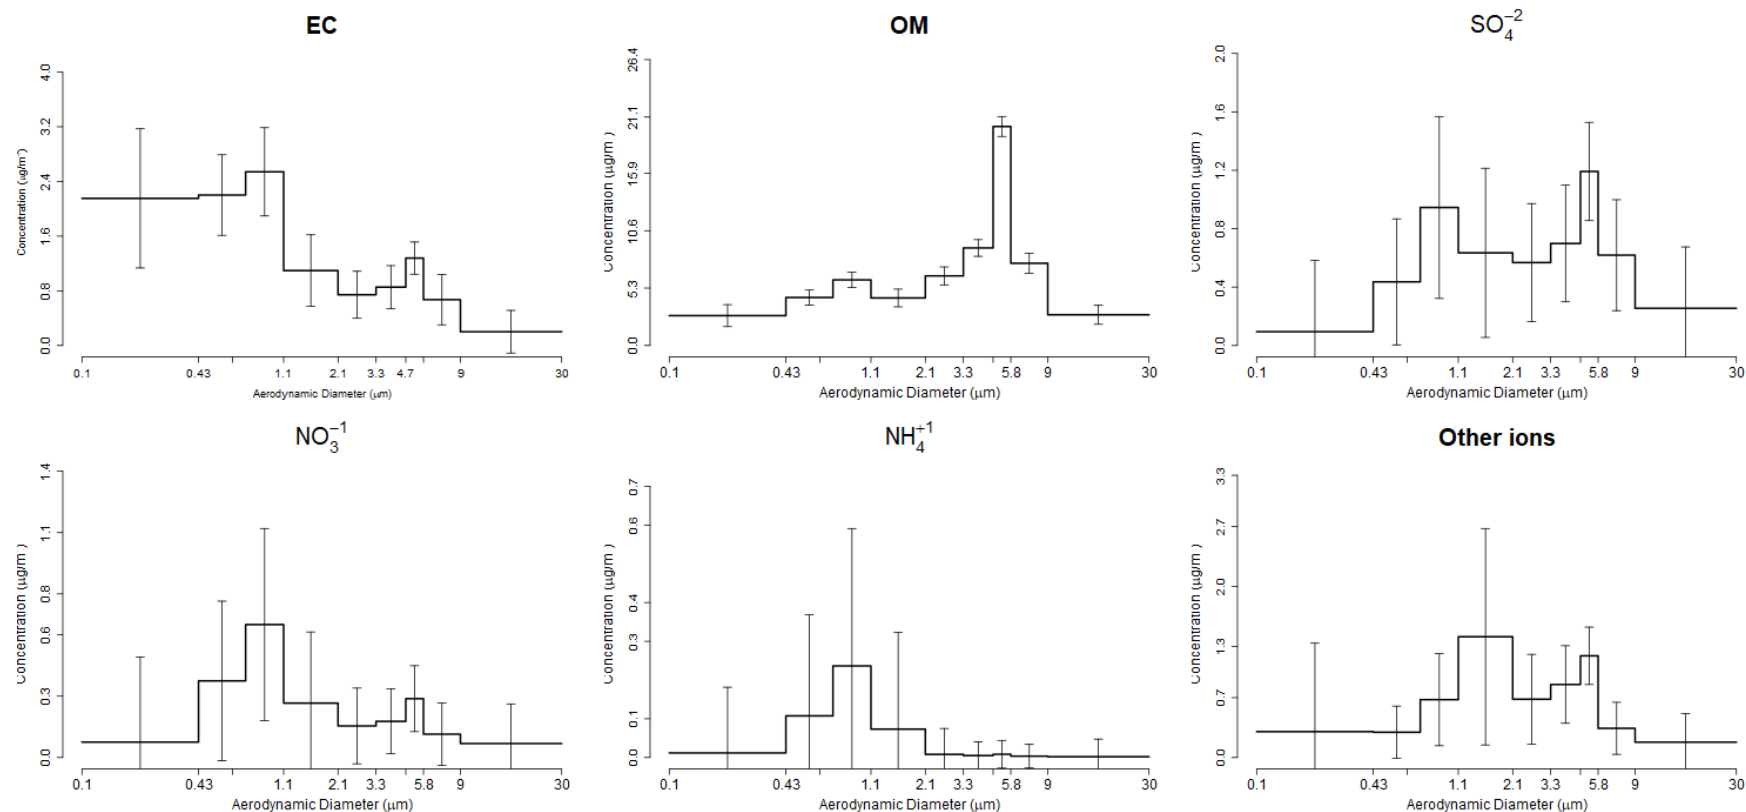 EC
OM
SO₄⁻²
4.0
3.2
2.4
1.6
0.8
0.0
Concentration (μg/m³)
0.1 0.43 1.1 2.1 3.3 4.7 5.8 9 30
Aerodynamic Diameter (μm)
26.4
21.1
15.9
10.6
5.3
0.0
Concentration (μg/m )
0.1 0.43 1.1 2.1 3.3 5.8 9 30
Aerodynamic Diameter (μm)
2.0
1.6
1.2
0.8
0.4
0.0
Concentration (μg/m )
0.1 0.43 1.1 2.1 3.3 5.8 9 30
Aerodynamic Diameter (μm)
NO₃⁻¹
NH₄⁺¹
Other ions
1.4
1.1
0.8
0.6
0.3
0.0
Concentration (μg/m )
0.1 0.43 1.1 2.1 3.3 5.8 9 30
Aerodynamic Diameter (μm)
0.7
0.6
0.4
0.3
0.1
0.0
Concentration (μg/m )
0.1 0.43 1.1 2.1 3.3 5.8 9 30
Aerodynamic Diameter (μm)
3.3
2.7
2.0
1.3
0.7
0.0
Concentration (μg/m )
0.1 0.43 1.1 2.1 3.3 5.8 9 30
Aerodynamic Diameter (μm)